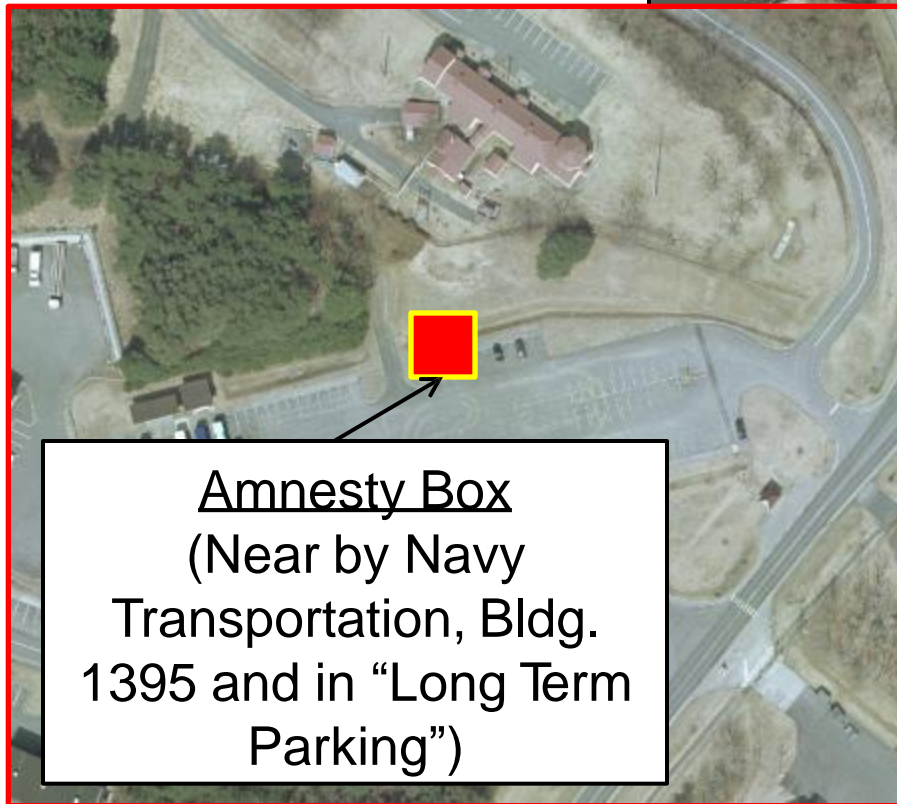 Amnesty Box
(Near by Navy
Transportation, Bldg.
1395 and in “Long Term
Parking”)